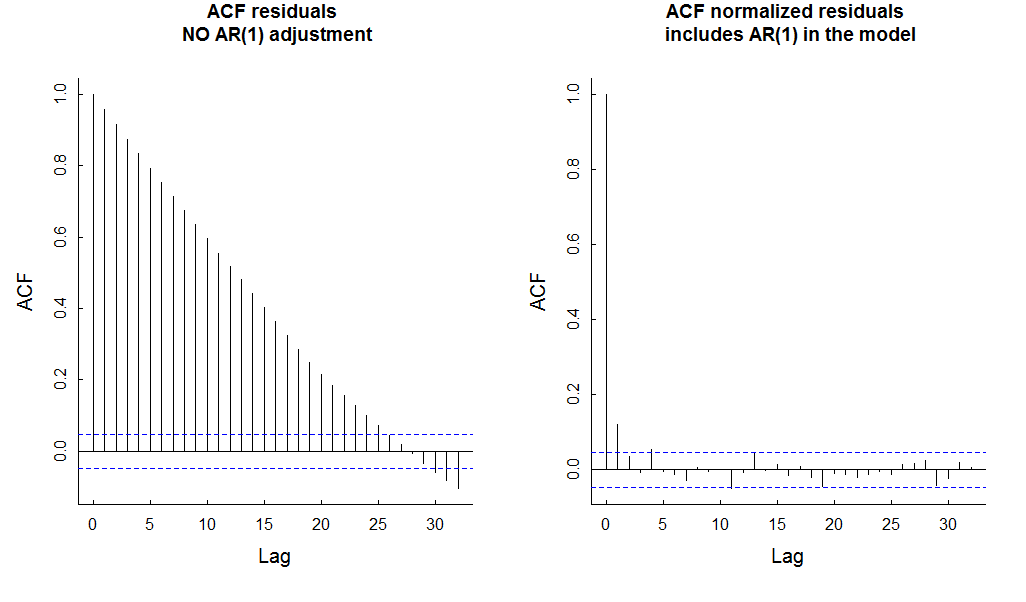 ACF residuals
NO AR(1) adjustment
ACF
1.0
0.8
0.6
0.4
0.2
0.0
0 5 10 15 20 25 30
Lag
ACF normalized residuals
includes AR(1) in the model
ACF
1.0
0.8
0.6
0.4
0.2
0.0
0 5 10 15 20 25 30
Lag